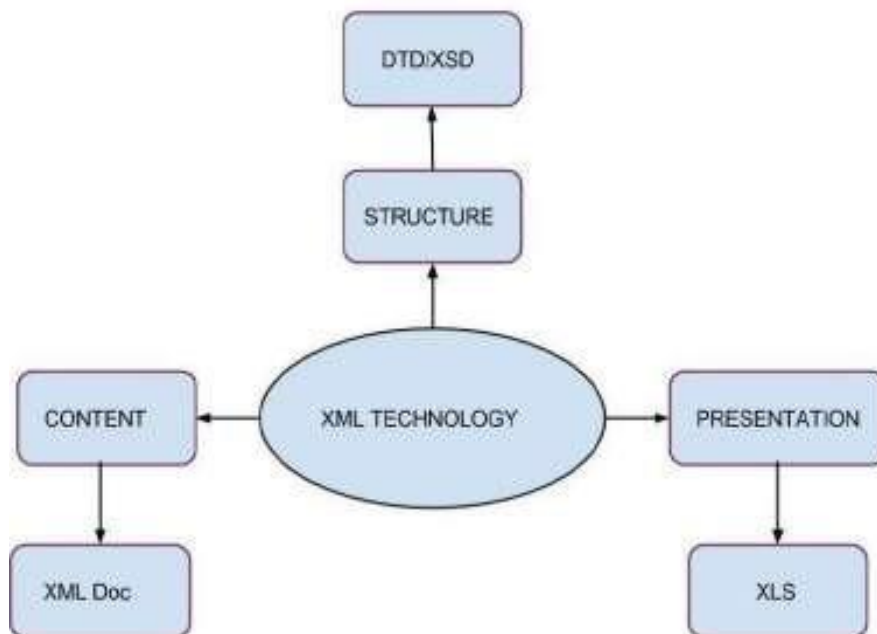 DTD/XSD
STRUCTURE
CONTENT
XML TECHNOLOGY
PRESENTATION
XML Doc
XLS